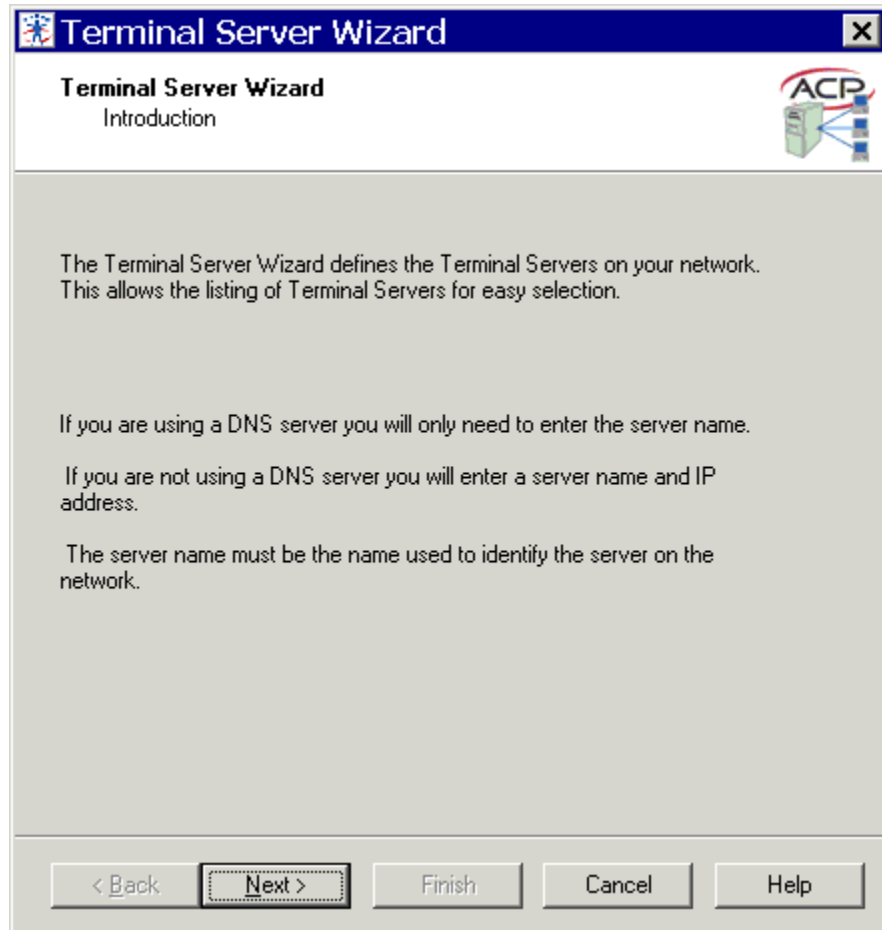 Terminal Server Wizard
Terminal Server Wizard
Introduction
ACP
The Terminal Server Wizard defines the Terminal Servers on your network.
This allows the listing of Terminal Servers for easy selection.
If you are using a DNS server you will only need to enter the server name.
If you are not using a DNS server you will enter a server name and IP
address.
The server name must be the name used to identify the server on the
network.
< Back Next > Finish Cancel Help